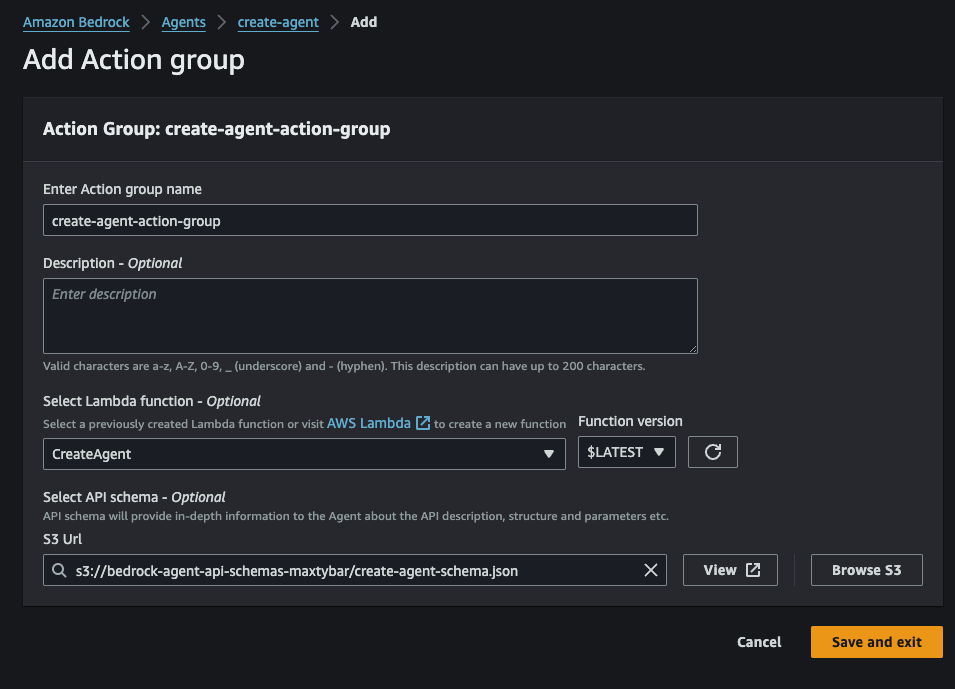 Amazon Bedrock > Agents > create-agent > Add
Add Action group
Action Group: create-agent-action-group
Enter Action group name
create-agent-action-group
Description - Optional
Enter description
Valid characters are a-z, A-Z, 0-9, _ (underscore) and - (hyphen). This description can have up to 200 characters.
Select Lambda function - Optional
Select a previously created Lambda function or visit AWS Lambda to create a new function
Function version
CreateAgent
$LATEST
Select API schema - Optional
API schema will provide in-depth information to the Agent about the API description, structure and parameters etc.
S3 Url
s3://bedrock-agent-api-schemas-maxtybar/create-agent-schema.json
View
Browse S3
Cancel
Save and exit